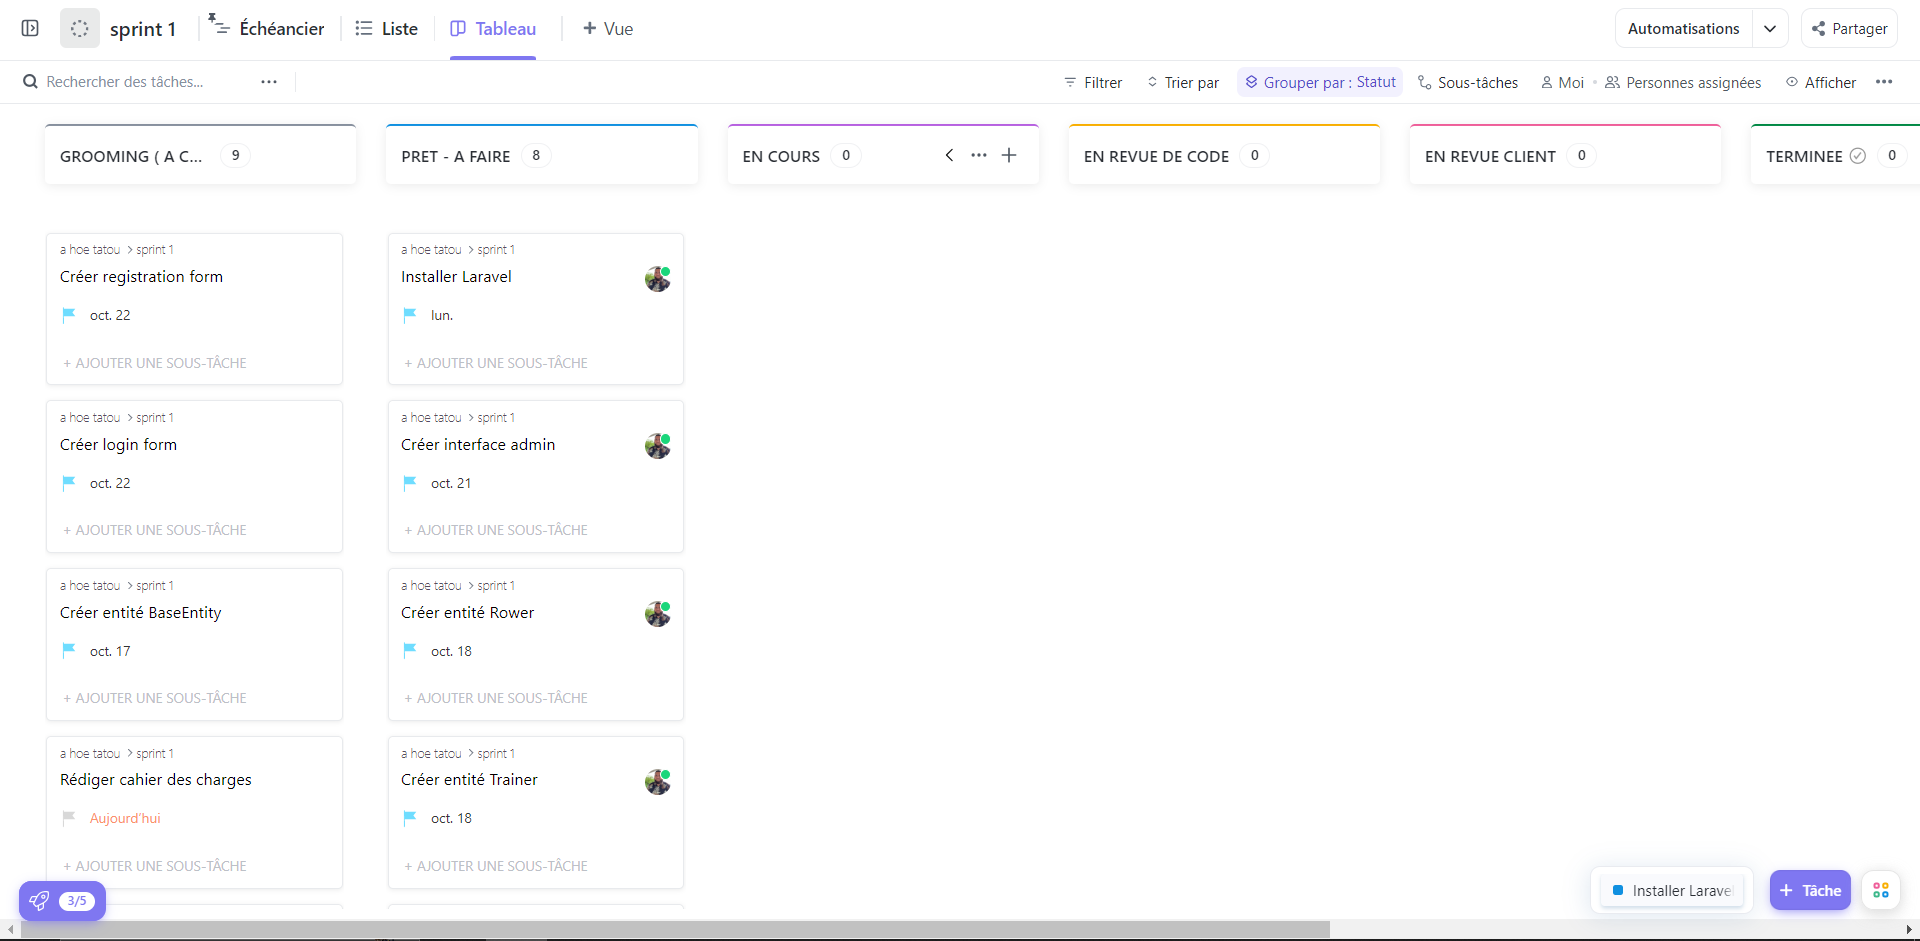 sprint 1
Échéancier
Liste
Tableau
+ Vue
Automatisations
Partager
Rechercher des tâches...
Filtrer
Trier par
Grouper par : Statut
Sous-tâches
Moi
Personnes assignées
Afficher
GROOMING ( A C... 9
PRET - A FAIRE 8
EN COURS 0
EN REVUE DE CODE 0
EN REVUE CLIENT 0
TERMINEE 0
a hoe tatou > sprint 1
Créer registration form
oct. 22
+ AJOUTER UNE SOUS-TÂCHE
a hoe tatou > sprint 1
Créer login form
oct. 22
+ AJOUTER UNE SOUS-TÂCHE
a hoe tatou > sprint 1
Créer entité BaseEntity
oct. 17
+ AJOUTER UNE SOUS-TÂCHE
a hoe tatou > sprint 1
Rédiger cahier des charges
Aujourd'hui
+ AJOUTER UNE SOUS-TÂCHE
a hoe tatou > sprint 1
Installer Laravel
lun.
+ AJOUTER UNE SOUS-TÂCHE
a hoe tatou > sprint 1
Créer interface admin
oct. 21
+ AJOUTER UNE SOUS-TÂCHE
a hoe tatou > sprint 1
Créer entité Rower
oct. 18
+ AJOUTER UNE SOUS-TÂCHE
a hoe tatou > sprint 1
Créer entité Trainer
oct. 18
+ AJOUTER UNE SOUS-TÂCHE
3/5
Installer Larave
+ Tâche